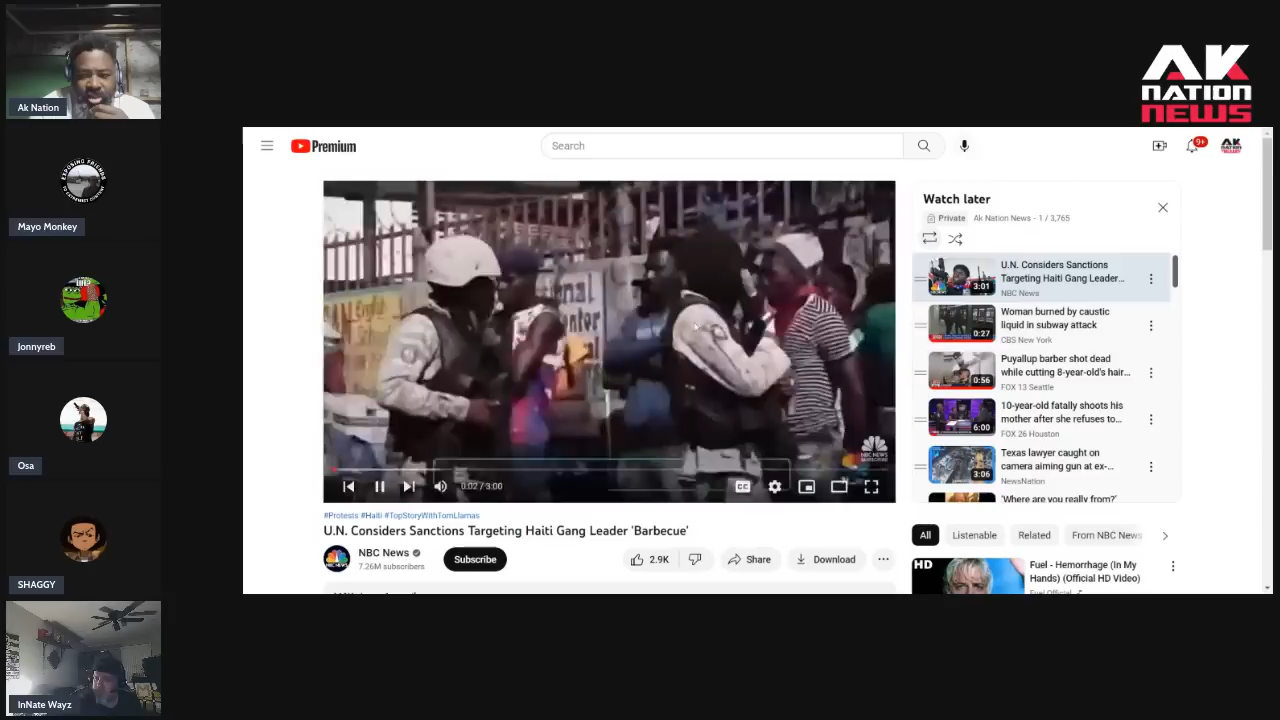 Ak Nation
Mayo Monkey
Jonnyreb
Osa
SHAGGY
InNate Wayz
AK
NATION
NEWS
Premium
Search
9+
NBC NEWS
0:02 / 3:00
CC
#Protests #Haiti #TopStoryWithTomLlamas
U.N. Considers Sanctions Targeting Haiti Gang Leader 'Barbecue'
NBC News
7.26M subscribers
Subscribe
2.9K
Share
Download
Watch later
Private Ak Nation News - 1 / 3,765
3:01
U.N. Considers Sanctions
Targeting Haiti Gang Leader...
NBC News
0:27
Woman burned by caustic
liquid in subway attack
CBS New York
0:56
Puyallup barber shot dead
while cutting 8-year-old's hair...
FOX 13 Seattle
6:00
10-year-old fatally shoots his
mother after she refuses to...
FOX 26 Houston
3:06
Texas lawyer caught on
camera aiming gun at ex-...
NewsNation
'Where are you really from?'
All
Listenable
Related
From NBC News
HD
Fuel - Hemorrhage (In My
Hands) (Official HD Video)